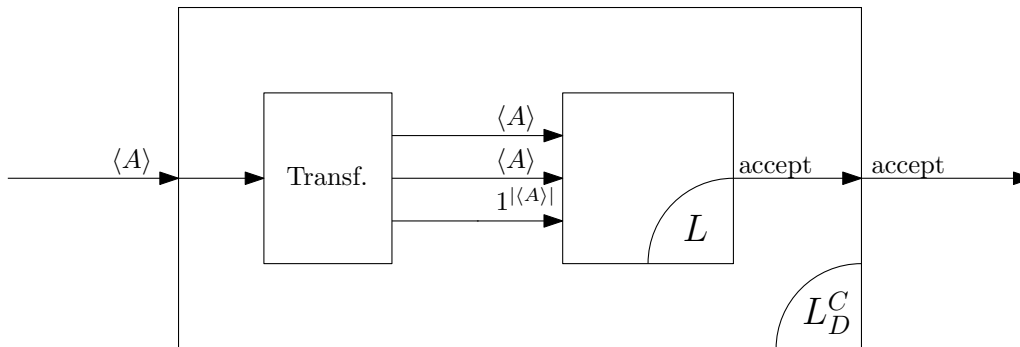 ⟨A⟩
⟨A⟩ accept accept
⟨A⟩ Transf.
1^{|⟨A⟩|}
L
L_D^C